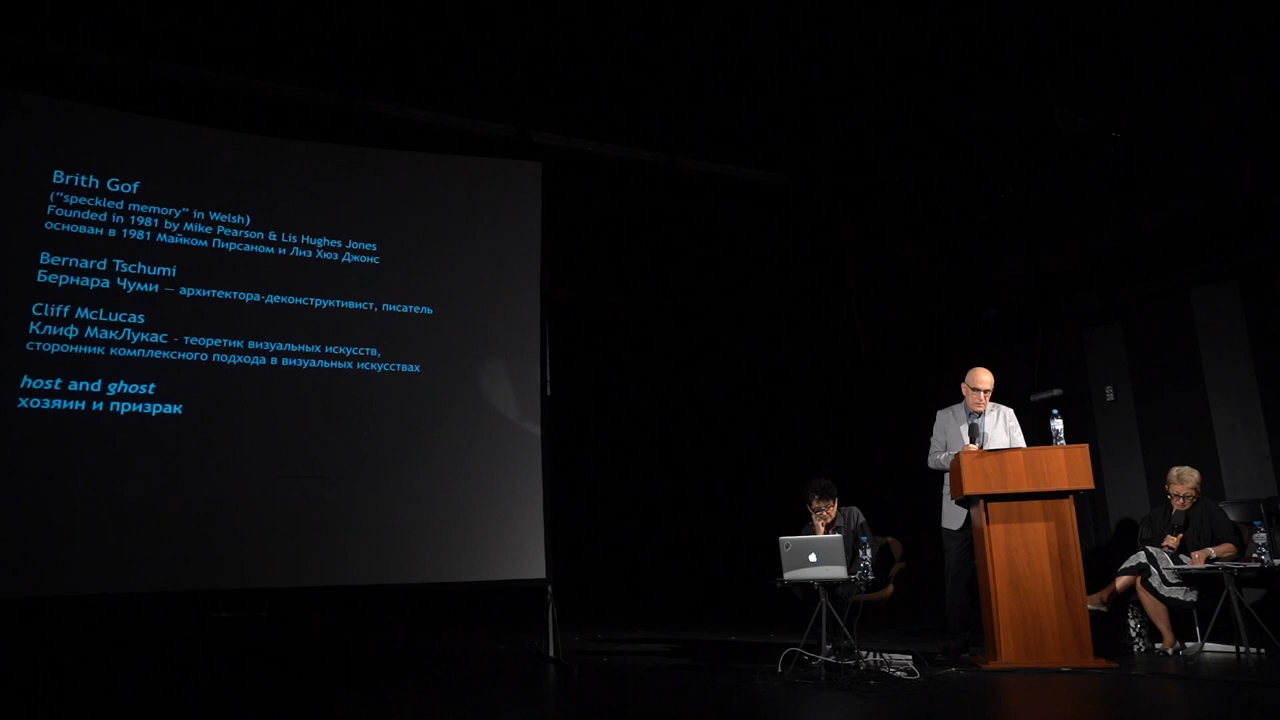 Brith Gof
(“speckled memory” in Welsh)
Founded in 1981 by Mike Pearson & Lis Hughes Jones
основан в 1981 Майком Пирсаном и Лиз Хюз Джонс
Bernard Tschumi
Бернара Чуми — архитектора-деконструктивист, писатель
Cliff McLucas
Клиф МакЛукас - теоретик визуальных искусств,
сторонник комплексного подхода в визуальных искусствах
host and ghost
хозяин и призрак